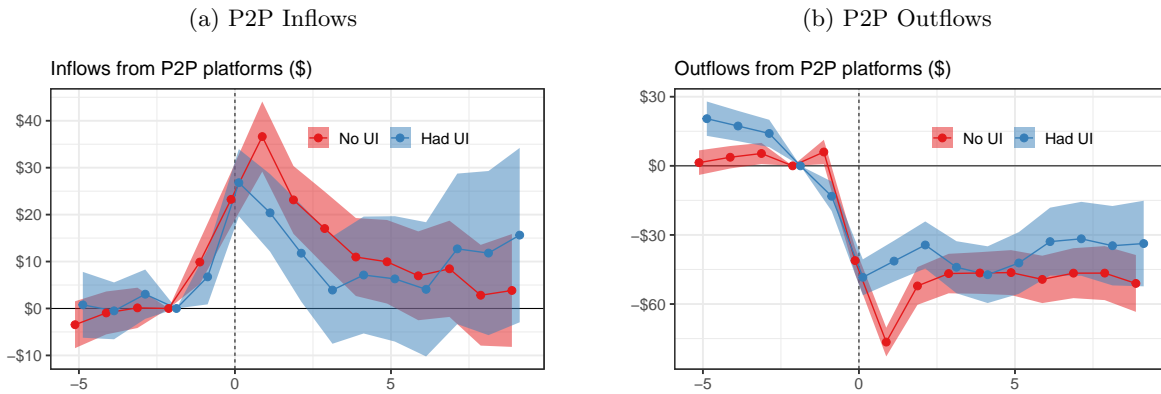 (a) P2P Inflows
Inflows from P2P platforms ($)
$40
$30
$20
$10
$0
−$10
No UI
Had UI
−5
0
5
(b) P2P Outflows
Outflows from P2P platforms ($)
$30
$0
−$30
−$60
No UI
Had UI
−5
0
5